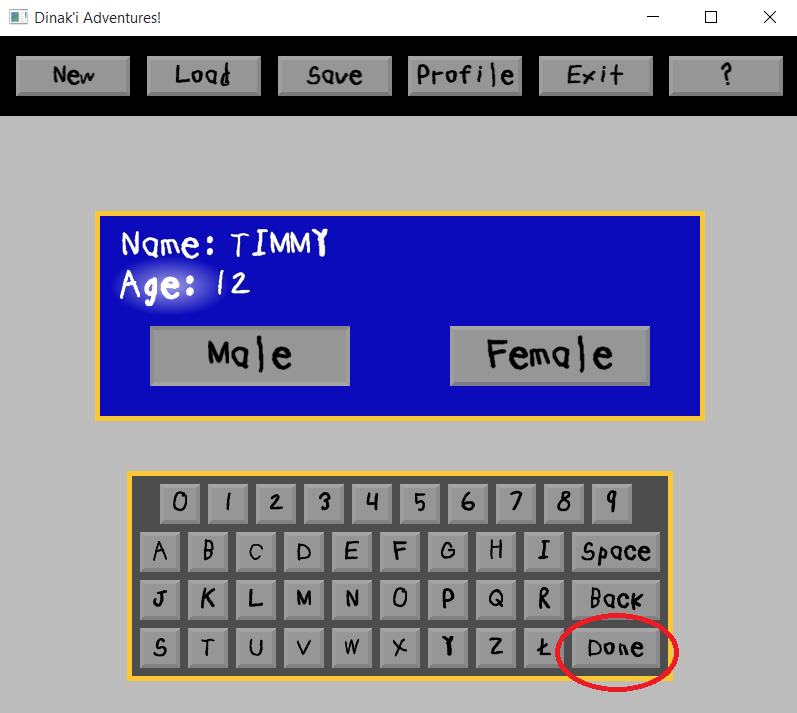 Dinak'i Adventures!
New Load Save Profile Exit ?
Name: TIMMY
Age: 12
Male Female
0 1 2 3 4 5 6 7 8 9
A B C D E F G H I Space
J K L M N O P Q R Back
S T U V W X Y Z Ł Done